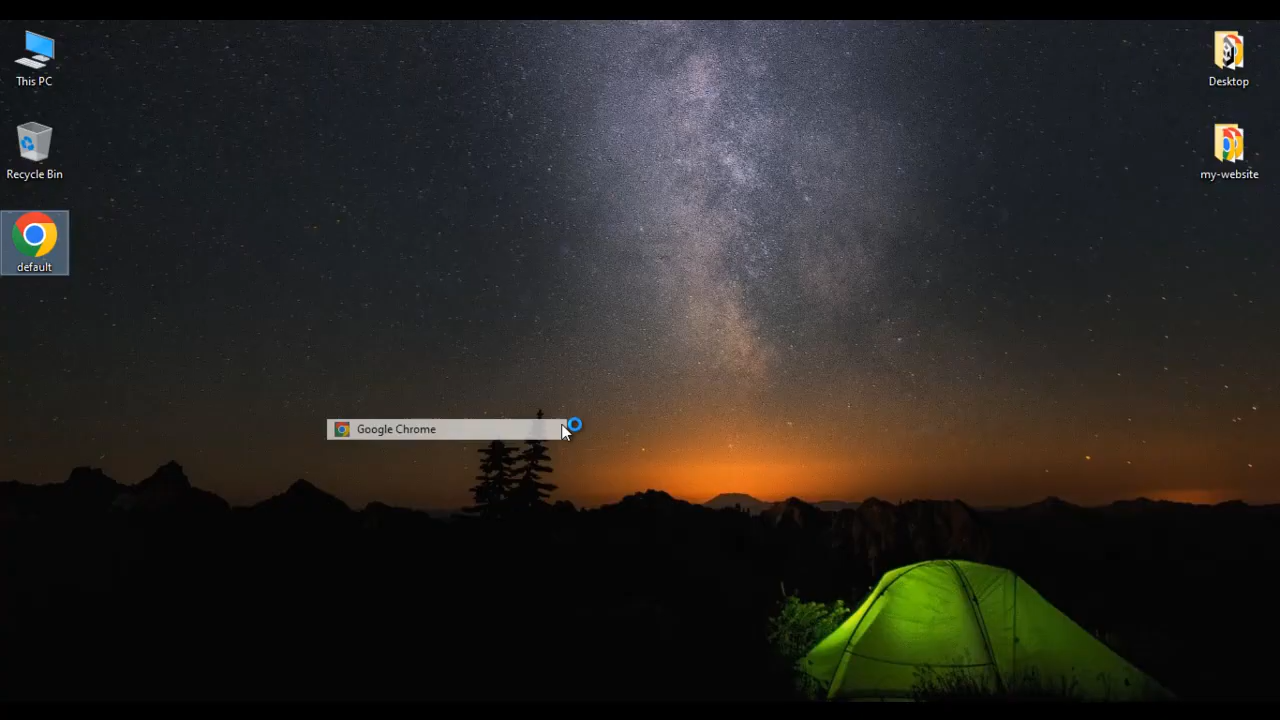 This PC
Desktop
Recycle Bin
my-website
default
Google Chrome